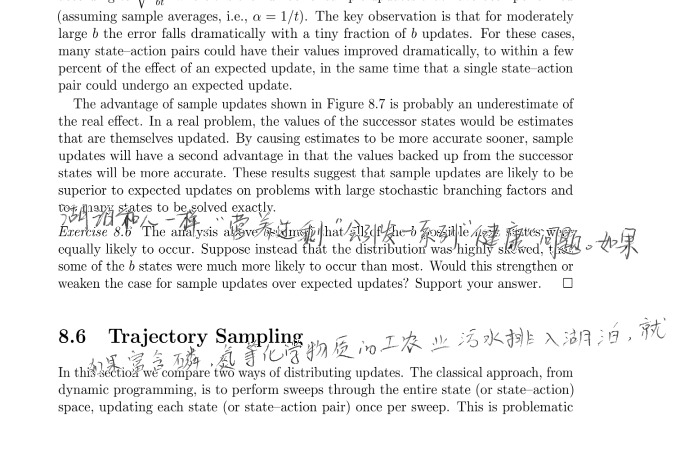 (assuming sample averages, i.e., α = 1/t). The key observation is that for moderately
large b the error falls dramatically with a tiny fraction of b updates. For these cases,
many state–action pairs could have their values improved dramatically, to within a few
percent of the effect of an expected update, in the same time that a single state–action
pair could undergo an expected update.
The advantage of sample updates shown in Figure 8.7 is probably an underestimate of
the real effect. In a real problem, the values of the successor states would be estimates
that are themselves updated. By causing estimates to be more accurate sooner, sample
updates will have a second advantage in that the values backed up from the successor
states will be more accurate. These results suggest that sample updates are likely to be
superior to expected updates on problems with large stochastic branching factors and
too many states to be solved exactly.
湖泊和人一样，“营养过剩”会引发一系列“健康”问题。如果
Exercise 8.6 The analysis above assumed that all of the b possible next states were
equally likely to occur. Suppose instead that the distribution was highly skewed, that
some of the b states were much more likely to occur than most. Would this strengthen or
weaken the case for sample updates over expected updates? Support your answer. □
8.6 Trajectory Sampling
如果富含磷、氮等化学物质的工农业污水排入湖泊，就
In this section we compare two ways of distributing updates. The classical approach, from
dynamic programming, is to perform sweeps through the entire state (or state–action)
space, updating each state (or state–action pair) once per sweep. This is problematic